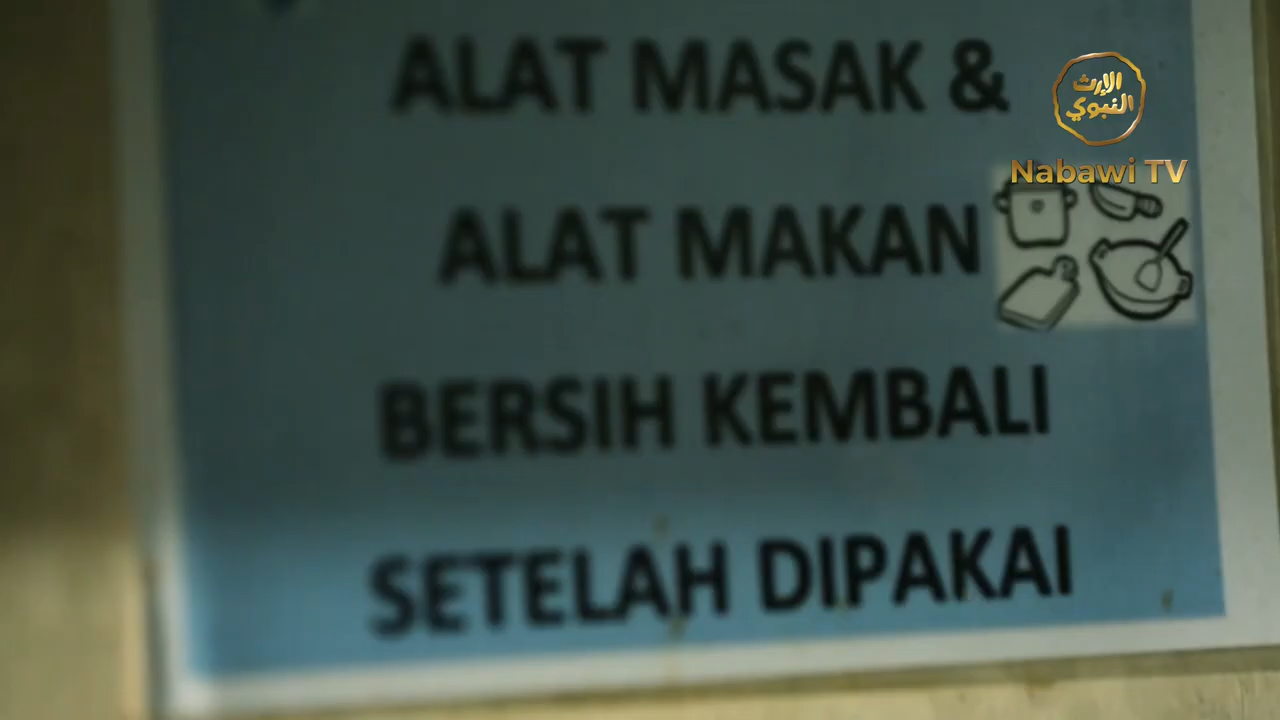 ALAT MASAK &
الإرث
النبوي
Nabawi TV
ALAT MAKAN
BERSIH KEMBALI
SETELAH DIPAKAI